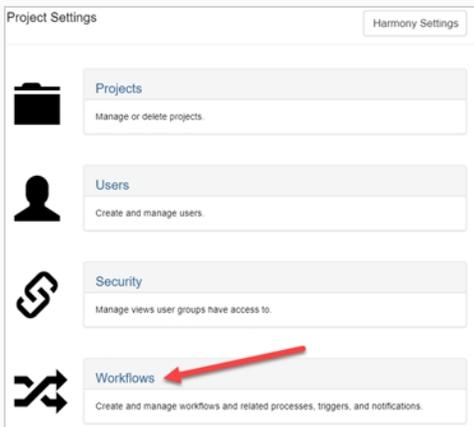 Project Settings
Harmony Settings
Projects
Manage or delete projects.
Users
Create and manage users.
Security
Manage views user groups have access to.
Workflows
Create and manage workflows and related processes, triggers, and notifications.